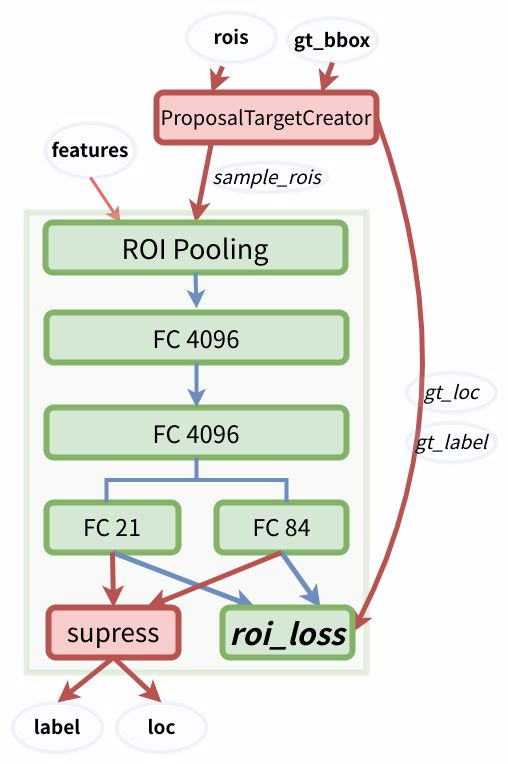 rois
gt_bbox
ProposalTargetCreator
features
sample_rois
ROI Pooling
FC 4096
gt_loc
FC 4096
gt_label
FC 21
FC 84
supress
roi_loss
label
loc